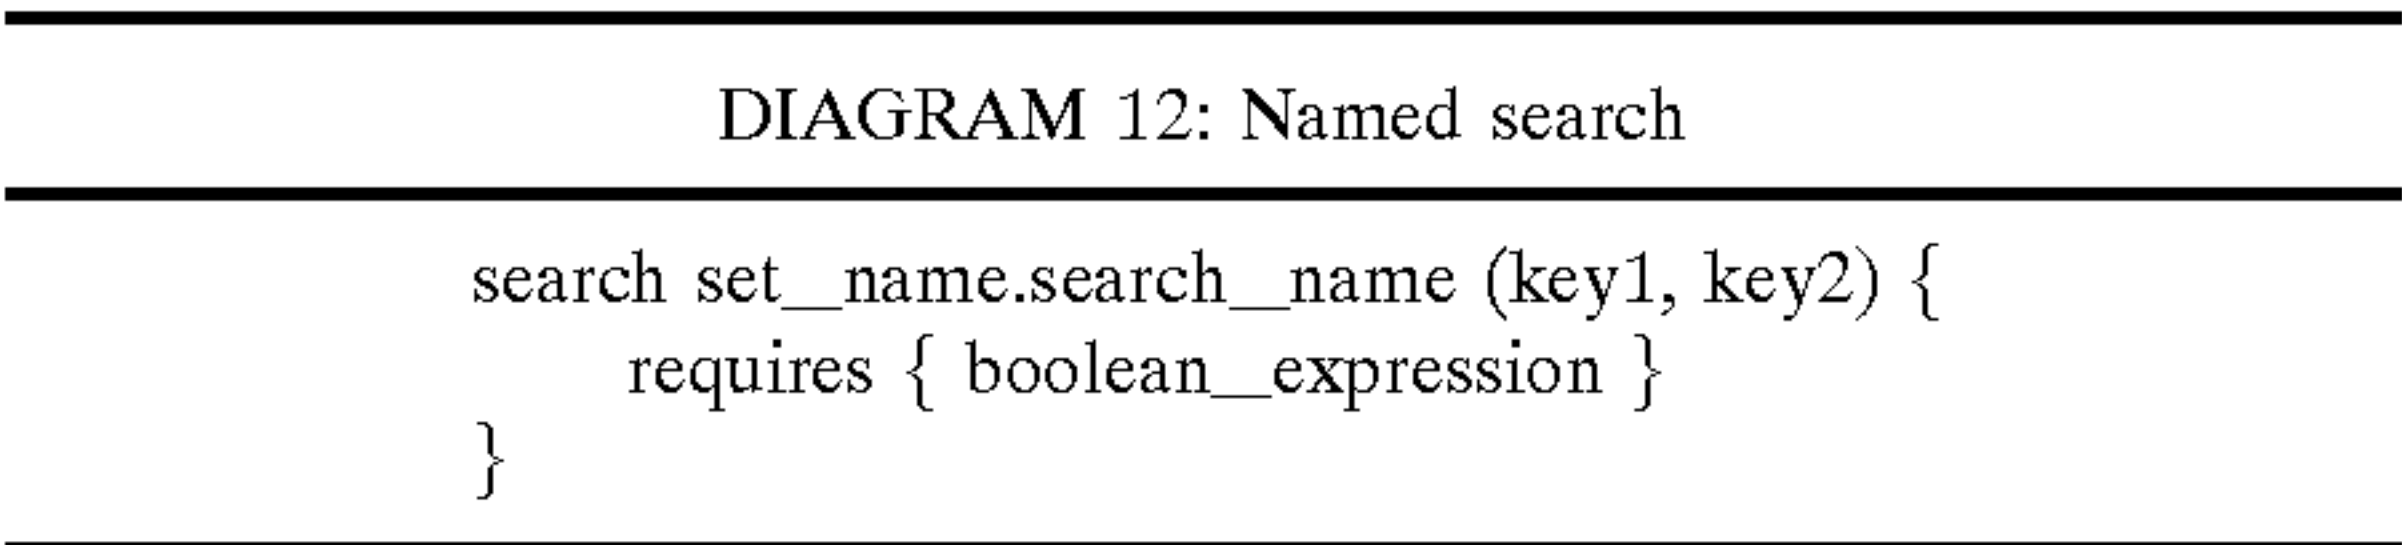 DIAGRAM 12: Named search
search set_name.search_name (key1, key2) {
requires { boolean_expression }
}